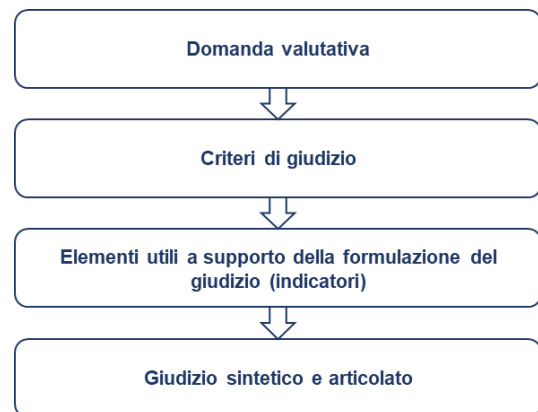 Domanda valutativa
Criteri di giudizio
Elementi utili a supporto della formulazione del
giudizio (indicatori)
Giudizio sintetico e articolato